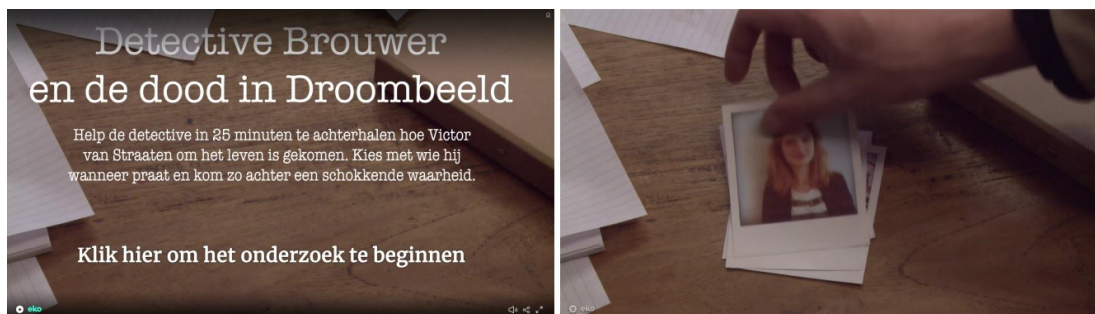 Detective Brouwer
en de dood in Droombeeld
Help de detective in 25 minuten te achterhalen hoe Victor
van Straaten om het leven is gekomen. Kies met wie hij
wanneer praat en kom zo achter een schokkende waarheid.
Klik hier om het onderzoek te beginnen
eko
eko